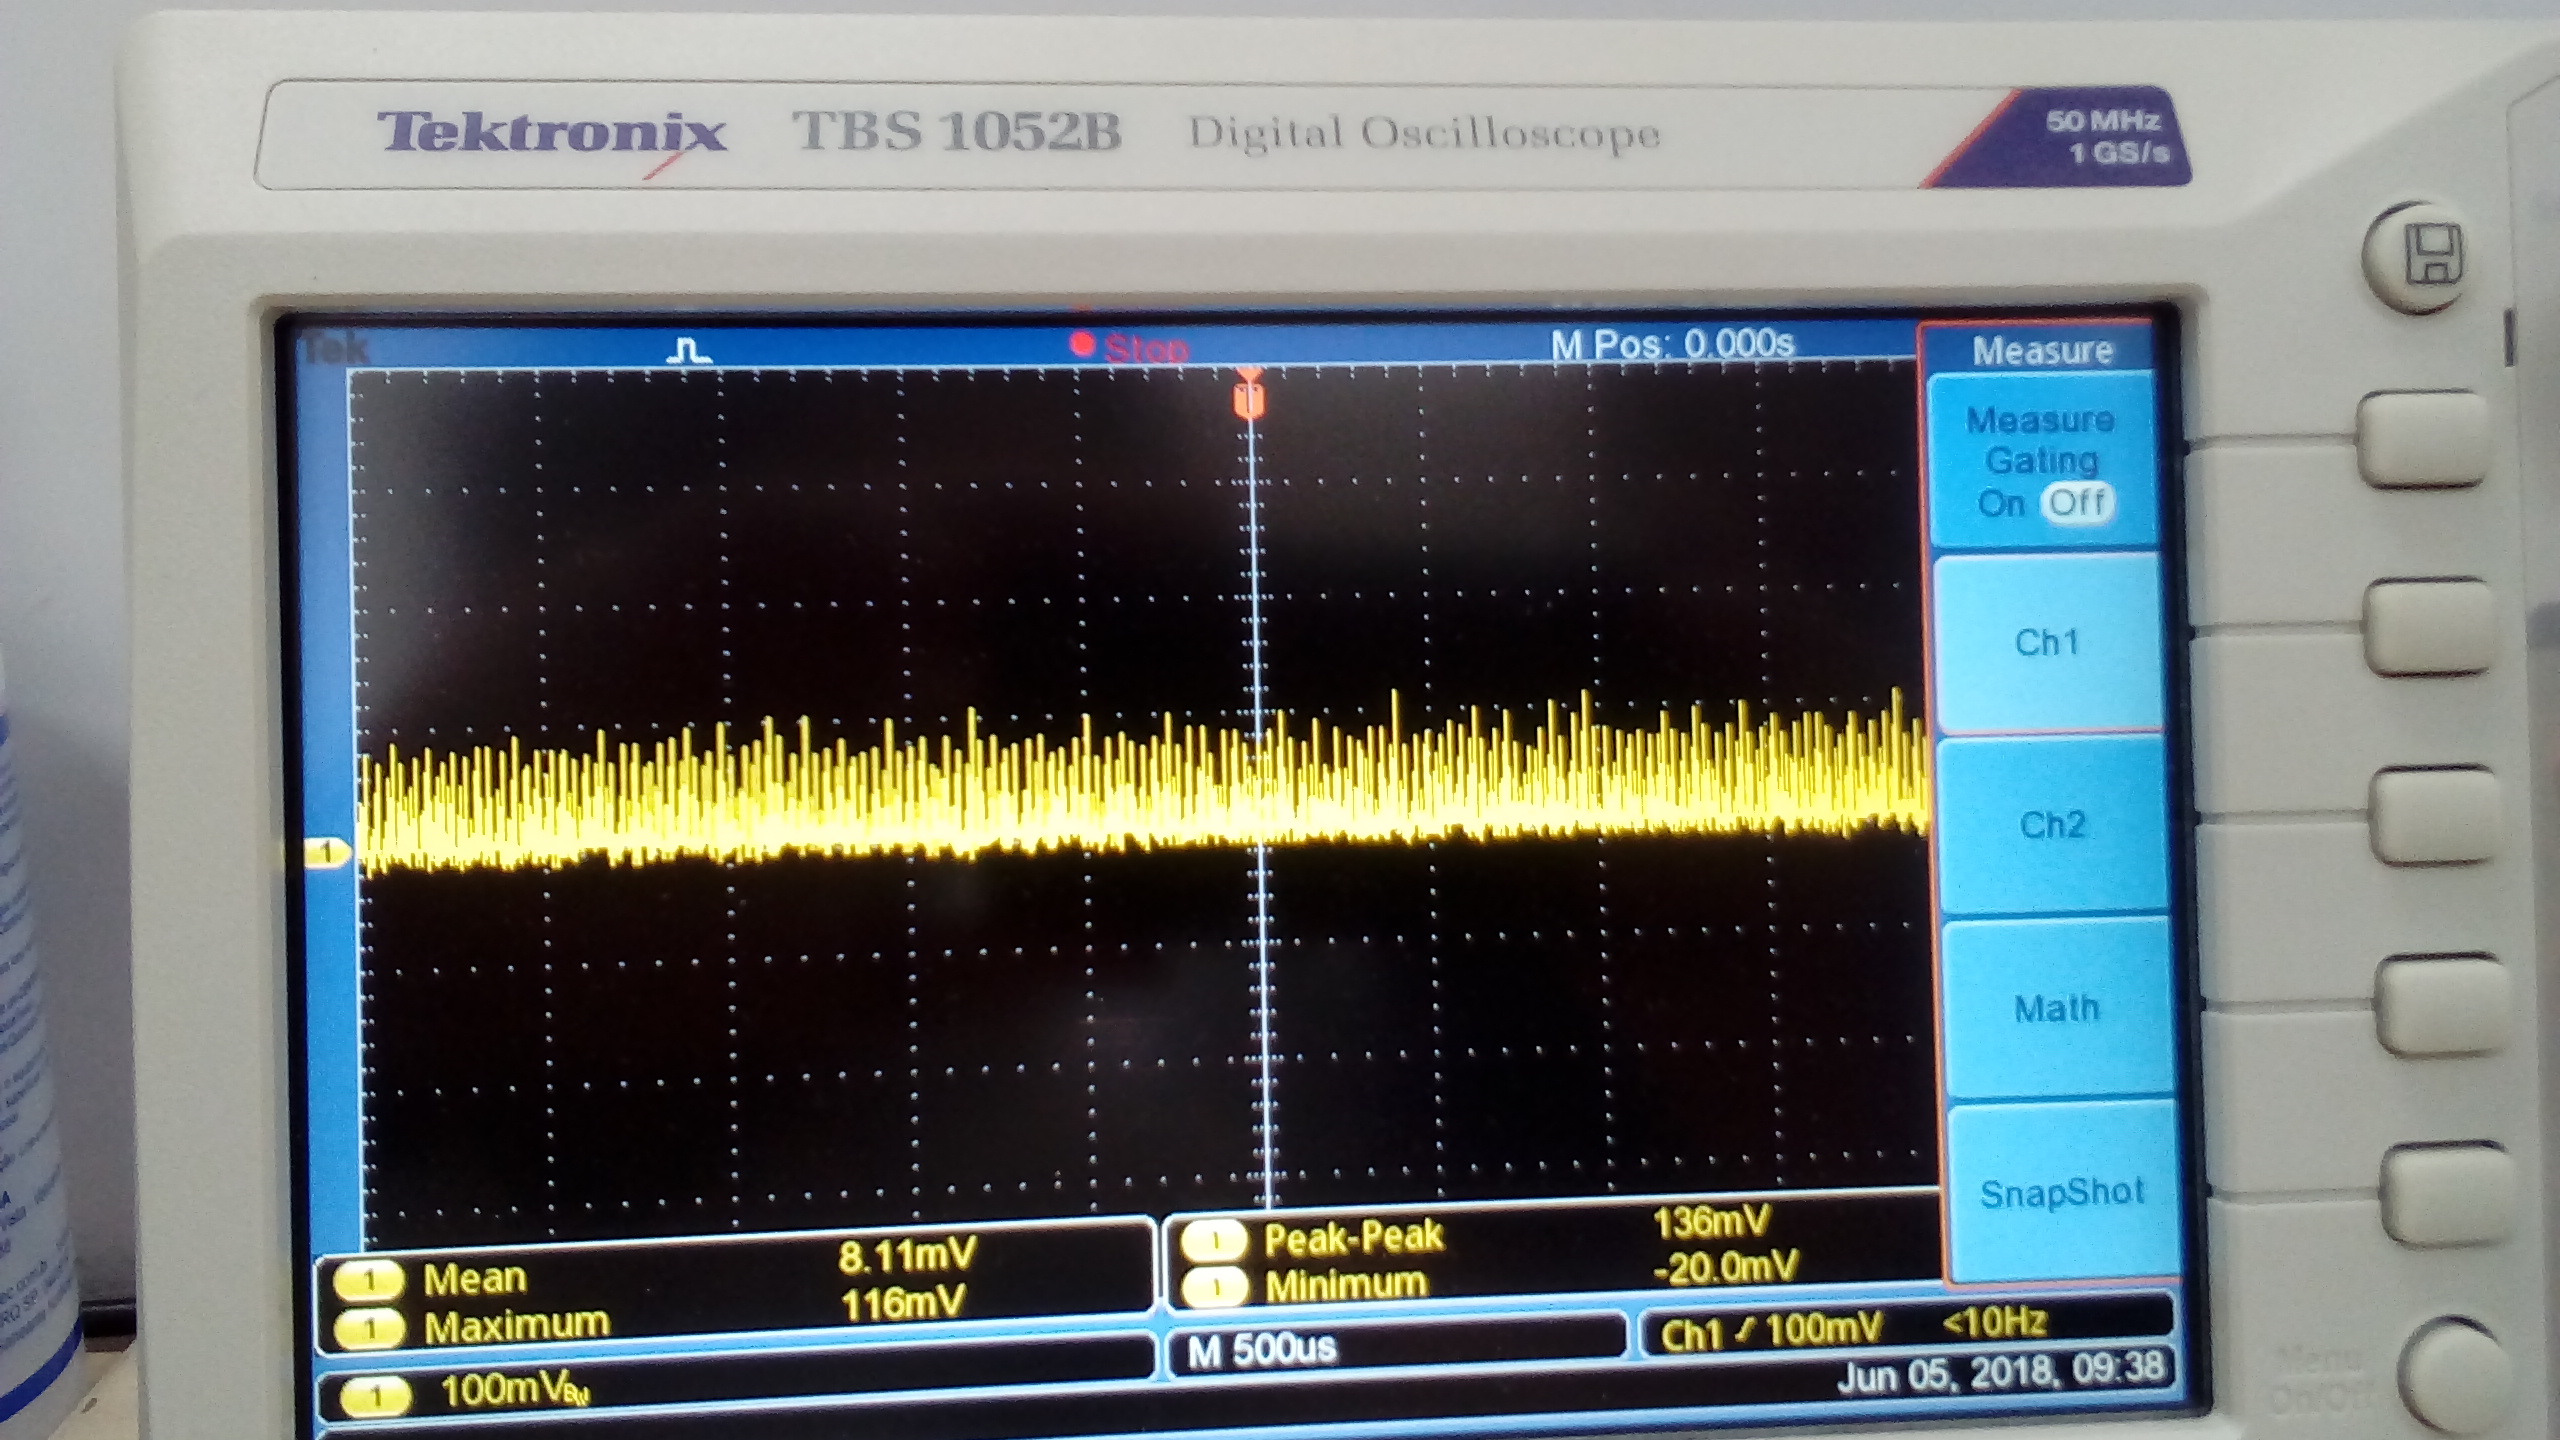 Tektronix TBS 1052B Digital Oscilloscope
50 MHz
1 GS/s
Tek Stop M Pos: 0.000s
Measure
Measure
Gating
On Off
Ch1
Ch2
Math
SnapShot
T
1
1 Mean 8.11mV
1 Maximum 116mV
1 Peak-Peak 136mV
1 Minimum -20.0mV
1 100mVBW
M 500us
Ch1 100mV <10Hz
Jun 05, 2018, 09:38
Menu
On/Off